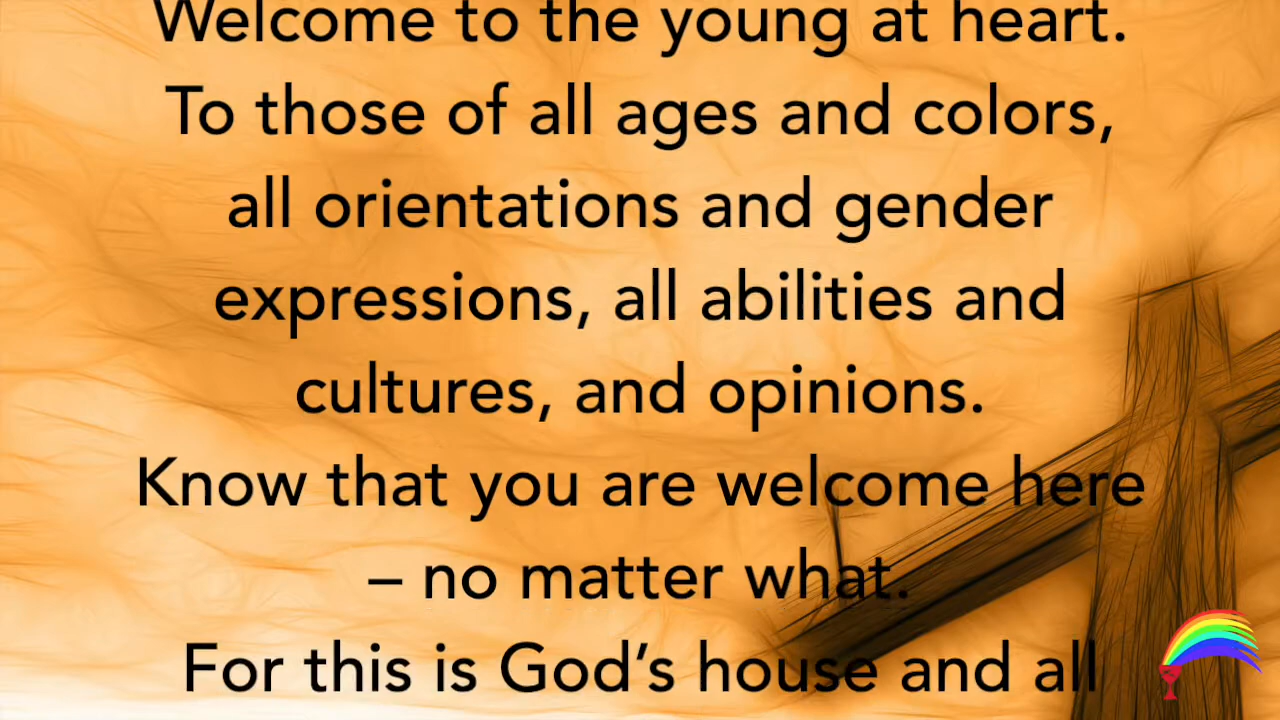 Welcome to the young at heart.
To those of all ages and colors,
all orientations and gender
expressions, all abilities and
cultures, and opinions.
Know that you are welcome here
– no matter what.
For this is God’s house and all